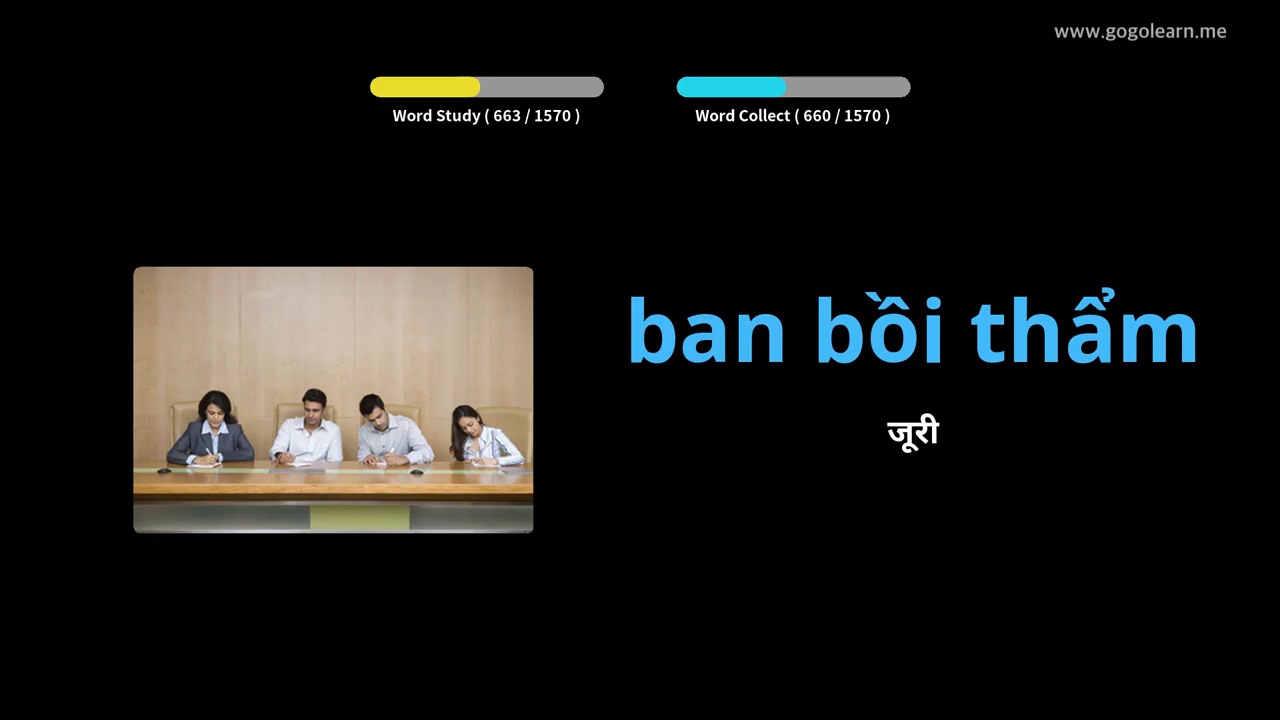 www.gogolearn.me
Word Study ( 663 / 1570 )
Word Collect ( 660 / 1570 )
ban bồi thẩm
जूरी